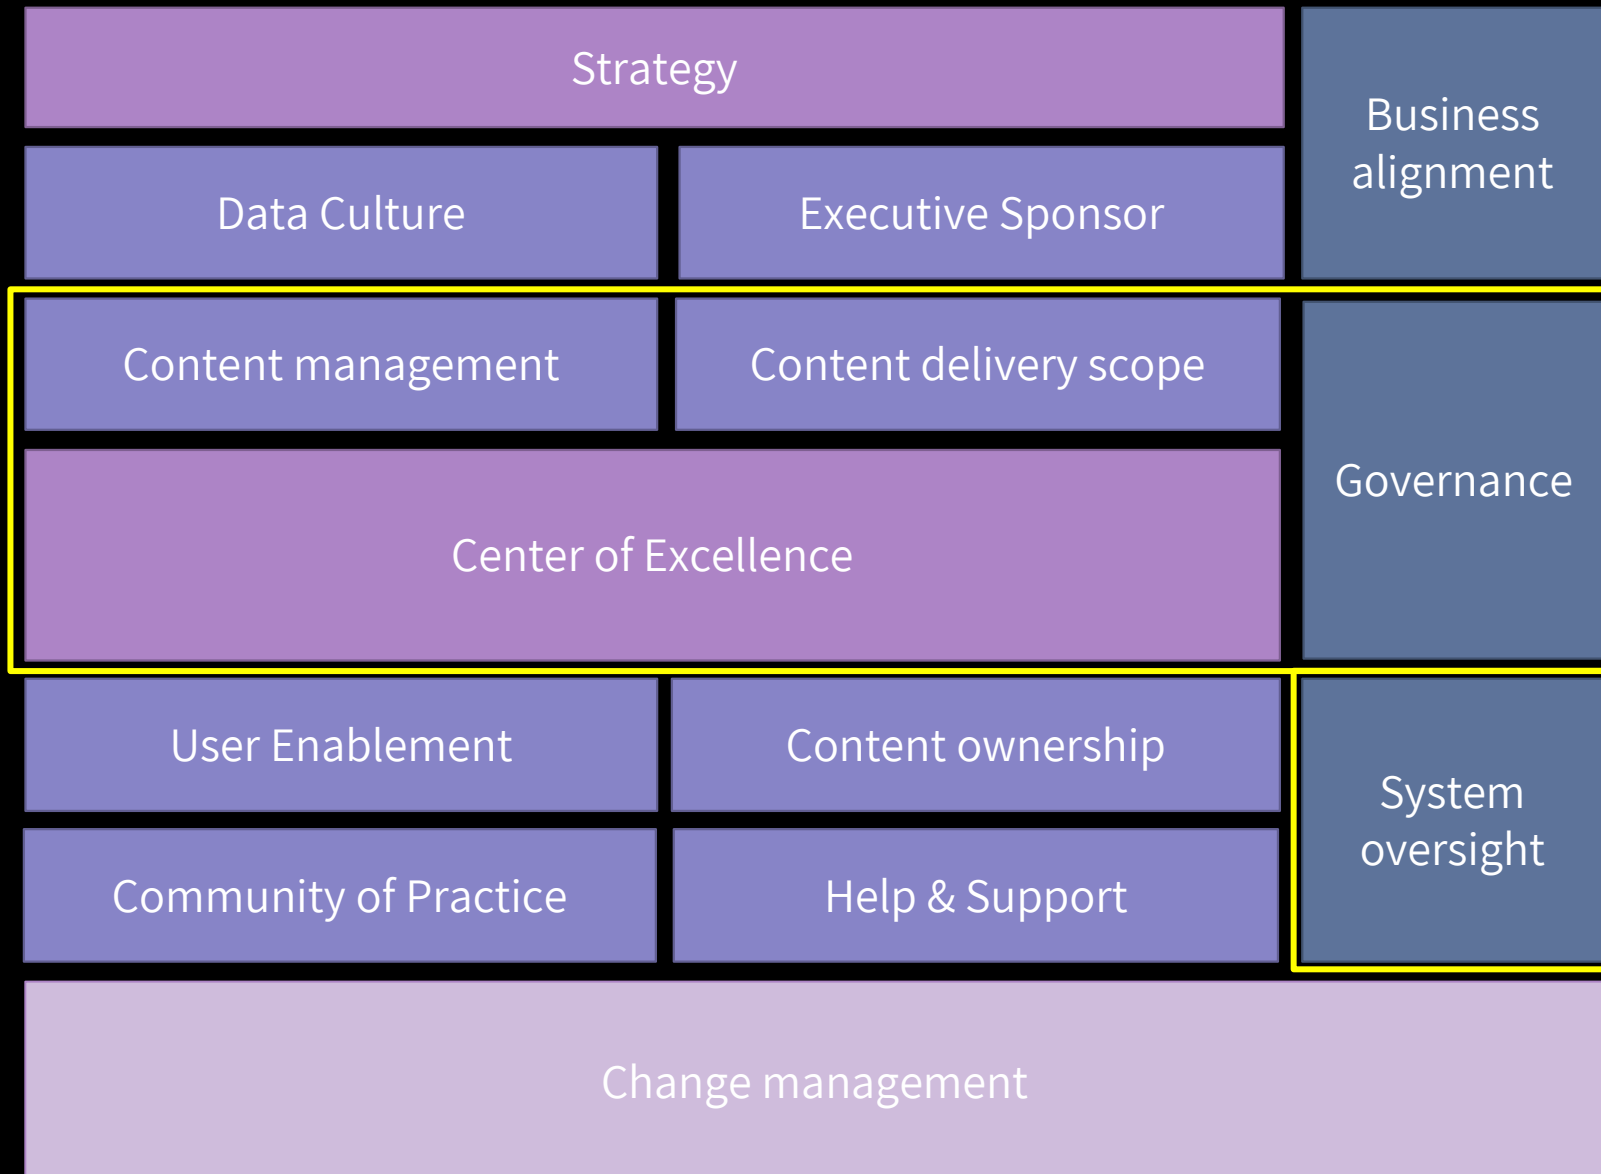 Strategy
Business
alignment
Data Culture
Executive Sponsor
Content management
Content delivery scope
Governance
Center of Excellence
User Enablement
Content ownership
System
oversight
Community of Practice
Help & Support
Change management